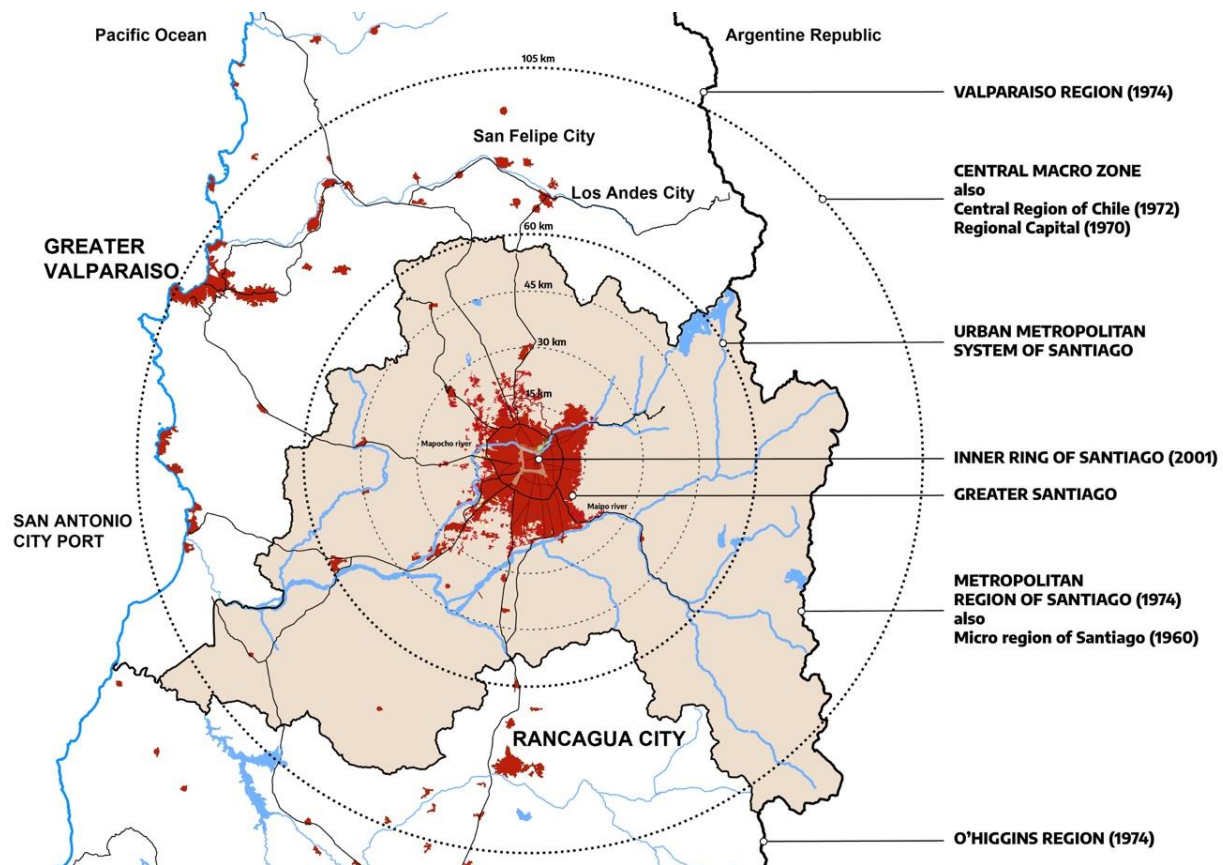 Pacific Ocean
Argentine Republic
105 km
VALPARAISO REGION (1974)
San Felipe City
CENTRAL MACRO ZONE
also
Central Region of Chile (1972)
Regional Capital (1970)
Los Andes City
60 km
GREATER
VALPARAISO
45 km
URBAN METROPOLITAN
SYSTEM OF SANTIAGO
30 km
15 km
Mapocho river
INNER RING OF SANTIAGO (2001)
GREATER SANTIAGO
Maipo river
SAN ANTONIO
CITY PORT
METROPOLITAN
REGION OF SANTIAGO (1974)
also
Micro region of Santiago (1960)
RANCAGUA CITY
O'HIGGINS REGION (1974)